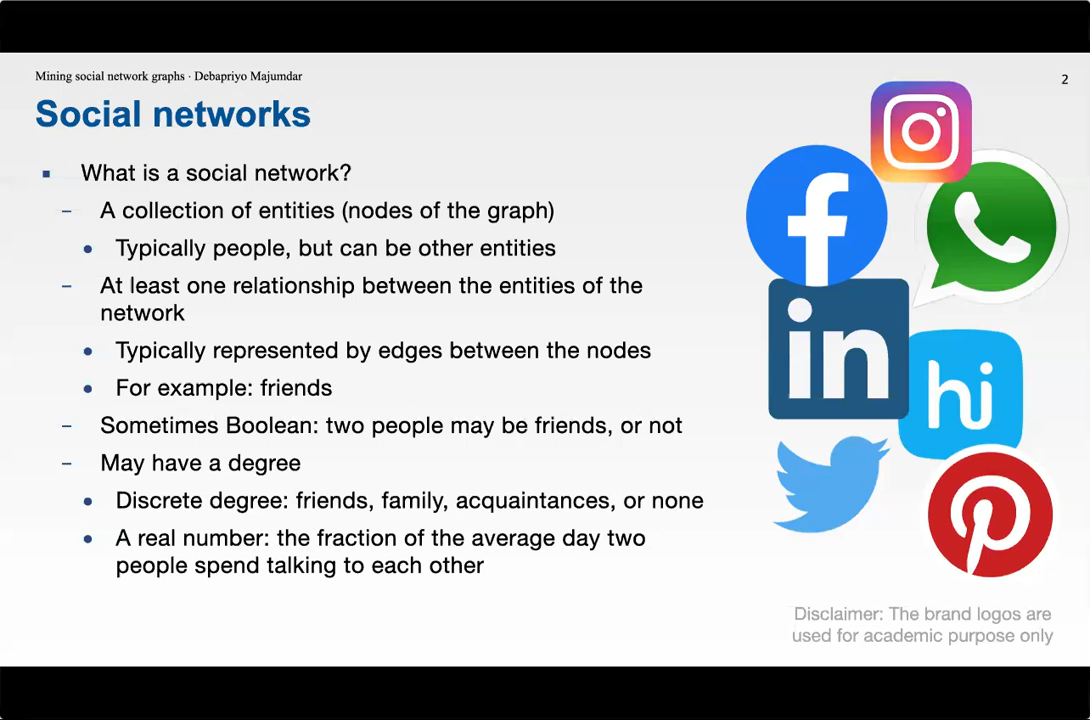 Mining social network graphs · Debapriyo Majumdar
2
Social networks
▪ What is a social network?
– A collection of entities (nodes of the graph)
• Typically people, but can be other entities
– At least one relationship between the entities of the
network
• Typically represented by edges between the nodes
• For example: friends
– Sometimes Boolean: two people may be friends, or not
– May have a degree
• Discrete degree: friends, family, acquaintances, or none
• A real number: the fraction of the average day two
people spend talking to each other
f
in
hi
Disclaimer: The brand logos are
used for academic purpose only